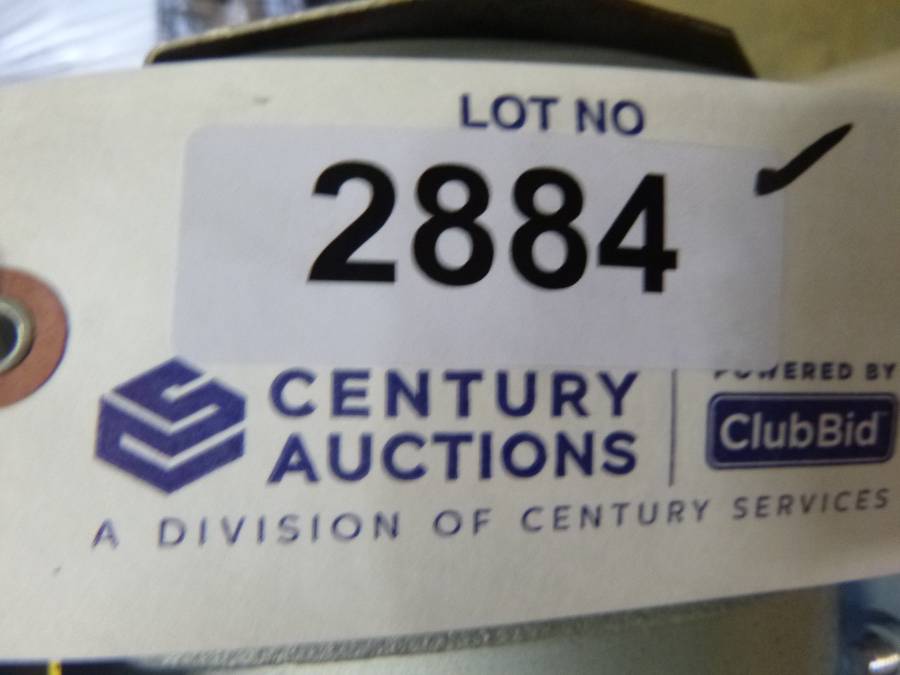 LOT NO
2884
CENTURY
AUCTIONS
POWERED BY
ClubBid
A DIVISION OF CENTURY SERVICES